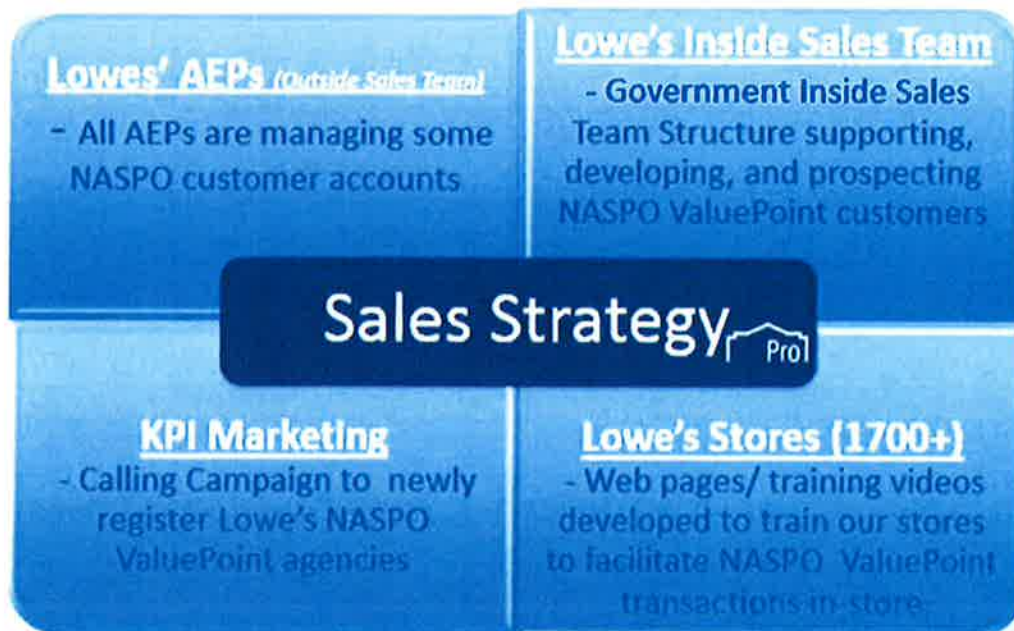 Lowes' AEPs (Outside Sales Team)
- All AEPs are managing some
NASPO customer accounts
Lowe's Inside Sales Team
- Government Inside Sales
Team Structure supporting,
developing, and prospecting
NASPO ValuePoint customers
Sales Strategy
Pro
KPI Marketing
- Calling Campaign to newly
register Lowe's NASPO
ValuePoint agencies
Lowe's Stores (1700+)
- Web pages/ training videos
developed to train our stores
to facilitate NASPO ValuePoint
transactions in-store